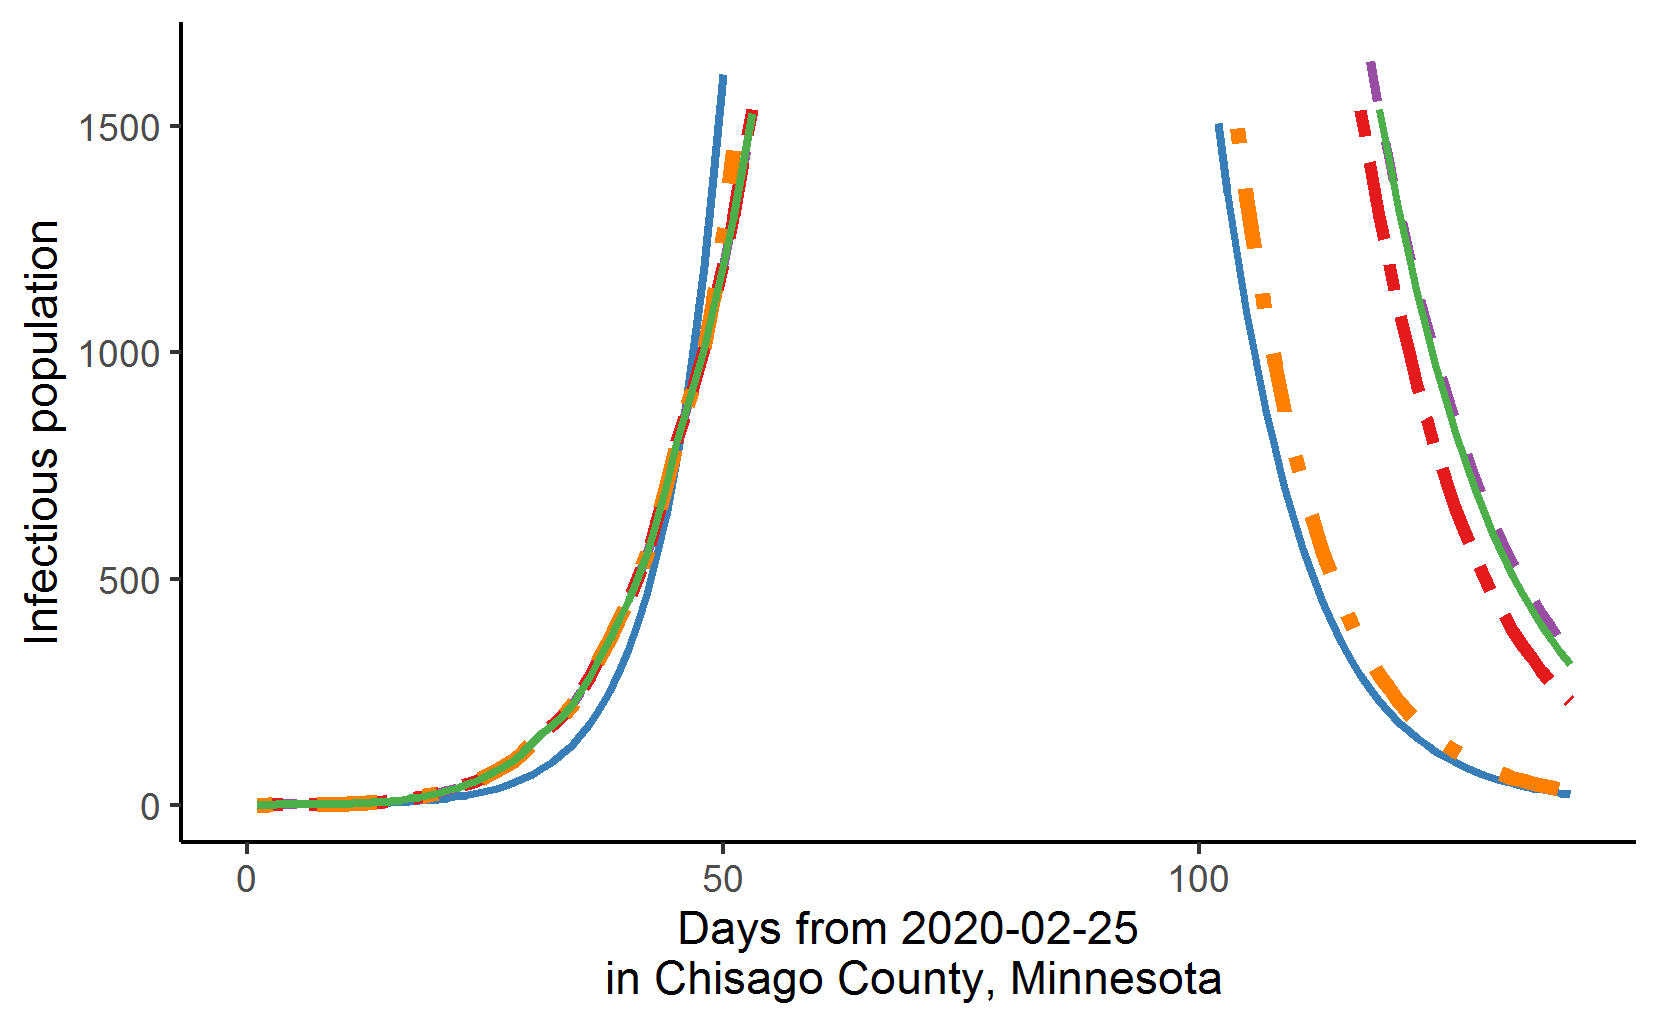 Infectious population
1500
1000
500
0
0 50 100
Days from 2020-02-25
in Chisago County, Minnesota